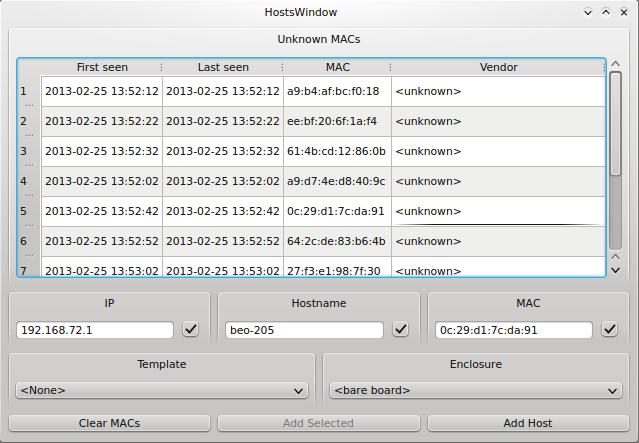 HostsWindow
Unknown MACs
First seen Last seen MAC Vendor
1 2013-02-25 13:52:12 2013-02-25 13:52:12 a9:b4:af:bc:f0:18 <unknown>
...
2 2013-02-25 13:52:22 2013-02-25 13:52:22 ee:bf:20:6f:1a:f4 <unknown>
...
3 2013-02-25 13:52:32 2013-02-25 13:52:32 61:4b:cd:12:86:0b <unknown>
...
4 2013-02-25 13:52:02 2013-02-25 13:52:02 a9:d7:4e:d8:40:9c <unknown>
...
5 2013-02-25 13:52:42 2013-02-25 13:52:42 0c:29:d1:7c:da:91 <unknown>
...
6 2013-02-25 13:52:52 2013-02-25 13:52:52 64:2c:de:83:b6:4b <unknown>
...
7 2013-02-25 13:53:02 2013-02-25 13:53:02 27:f3:e1:98:7f:30 <unknown>
IP Hostname MAC
192.168.72.1 beo-205 0c:29:d1:7c:da:91
Template Enclosure
<None> <bare board>
Clear MACs Add Selected Add Host